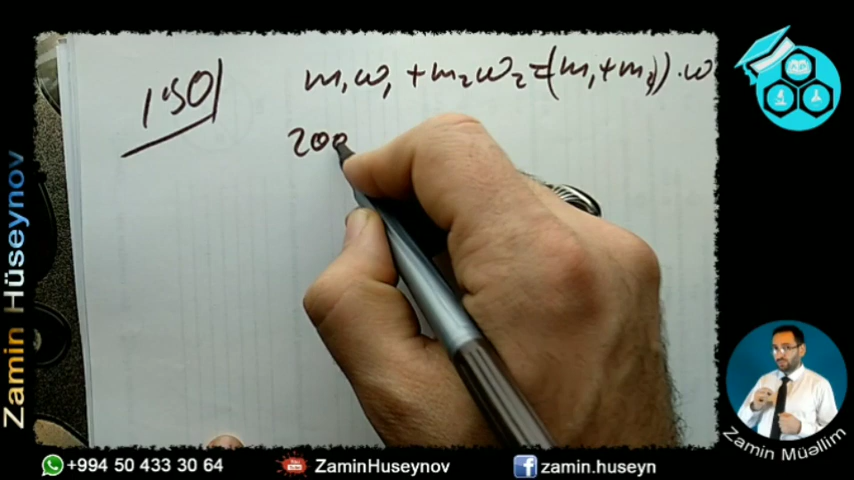 150
m₁ω₁ + m₂ω₂ = (m₁+m₂)·ω
200
Zamin Hüseynov
Zamin Müəllim
+994 50 433 30 64
ZaminHuseynov
zamin.huseyn